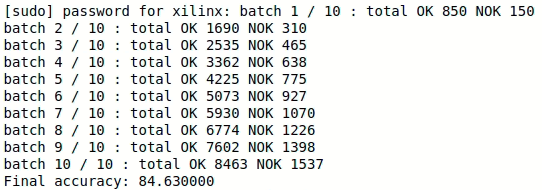 [sudo] password for xilinx: batch 1 / 10 : total OK 850 NOK 150
batch 2 / 10 : total OK 1690 NOK 310
batch 3 / 10 : total OK 2535 NOK 465
batch 4 / 10 : total OK 3362 NOK 638
batch 5 / 10 : total OK 4225 NOK 775
batch 6 / 10 : total OK 5073 NOK 927
batch 7 / 10 : total OK 5930 NOK 1070
batch 8 / 10 : total OK 6774 NOK 1226
batch 9 / 10 : total OK 7602 NOK 1398
batch 10 / 10 : total OK 8463 NOK 1537
Final accuracy: 84.630000